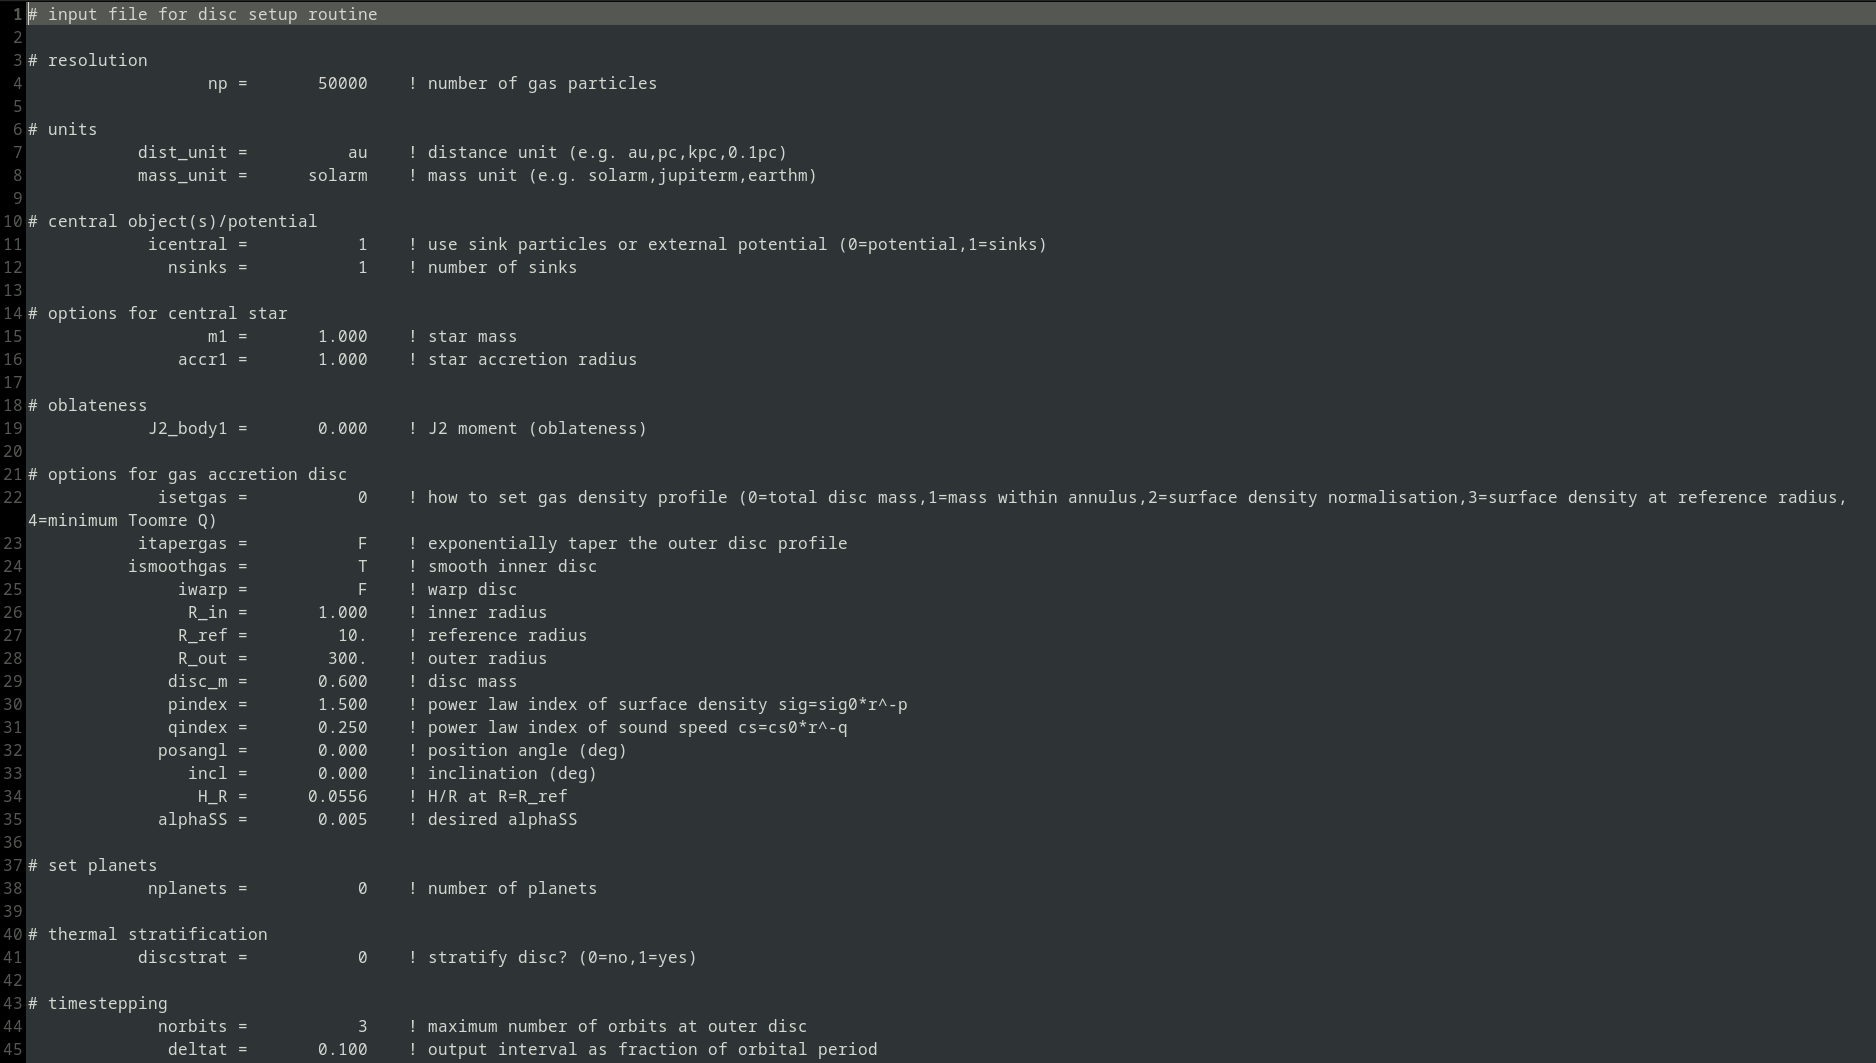 1 # input file for disc setup routine
2
3 # resolution
4                   np =       50000    ! number of gas particles
5
6 # units
7            dist_unit =          au    ! distance unit (e.g. au,pc,kpc,0.1pc)
8            mass_unit =      solarm    ! mass unit (e.g. solarm,jupiterm,earthm)
9
10 # central object(s)/potential
11            icentral =           1    ! use sink particles or external potential (0=potential,1=sinks)
12              nsinks =           1    ! number of sinks
13
14 # options for central star
15                  m1 =       1.000    ! star mass
16               accr1 =       1.000    ! star accretion radius
17
18 # oblateness
19            J2_body1 =       0.000    ! J2 moment (oblateness)
20
21 # options for gas accretion disc
22             isetgas =           0    ! how to set gas density profile (0=total disc mass,1=mass within annulus,2=surface density normalisation,3=surface density at reference radius,
4=minimum Toomre Q)
23           itapergas =           F    ! exponentially taper the outer disc profile
24          ismoothgas =           T    ! smooth inner disc
25               iwarp =           F    ! warp disc
26                R_in =       1.000    ! inner radius
27               R_ref =         10.    ! reference radius
28               R_out =        300.    ! outer radius
29              disc_m =       0.600    ! disc mass
30              pindex =       1.500    ! power law index of surface density sig=sig0*r^-p
31              qindex =       0.250    ! power law index of sound speed cs=cs0*r^-q
32             posangl =       0.000    ! position angle (deg)
33                incl =       0.000    ! inclination (deg)
34                 H_R =      0.0556    ! H/R at R=R_ref
35             alphaSS =       0.005    ! desired alphaSS
36
37 # set planets
38            nplanets =           0    ! number of planets
39
40 # thermal stratification
41           discstrat =           0    ! stratify disc? (0=no,1=yes)
42
43 # timestepping
44             norbits =           3    ! maximum number of orbits at outer disc
45              deltat =       0.100    ! output interval as fraction of orbital period